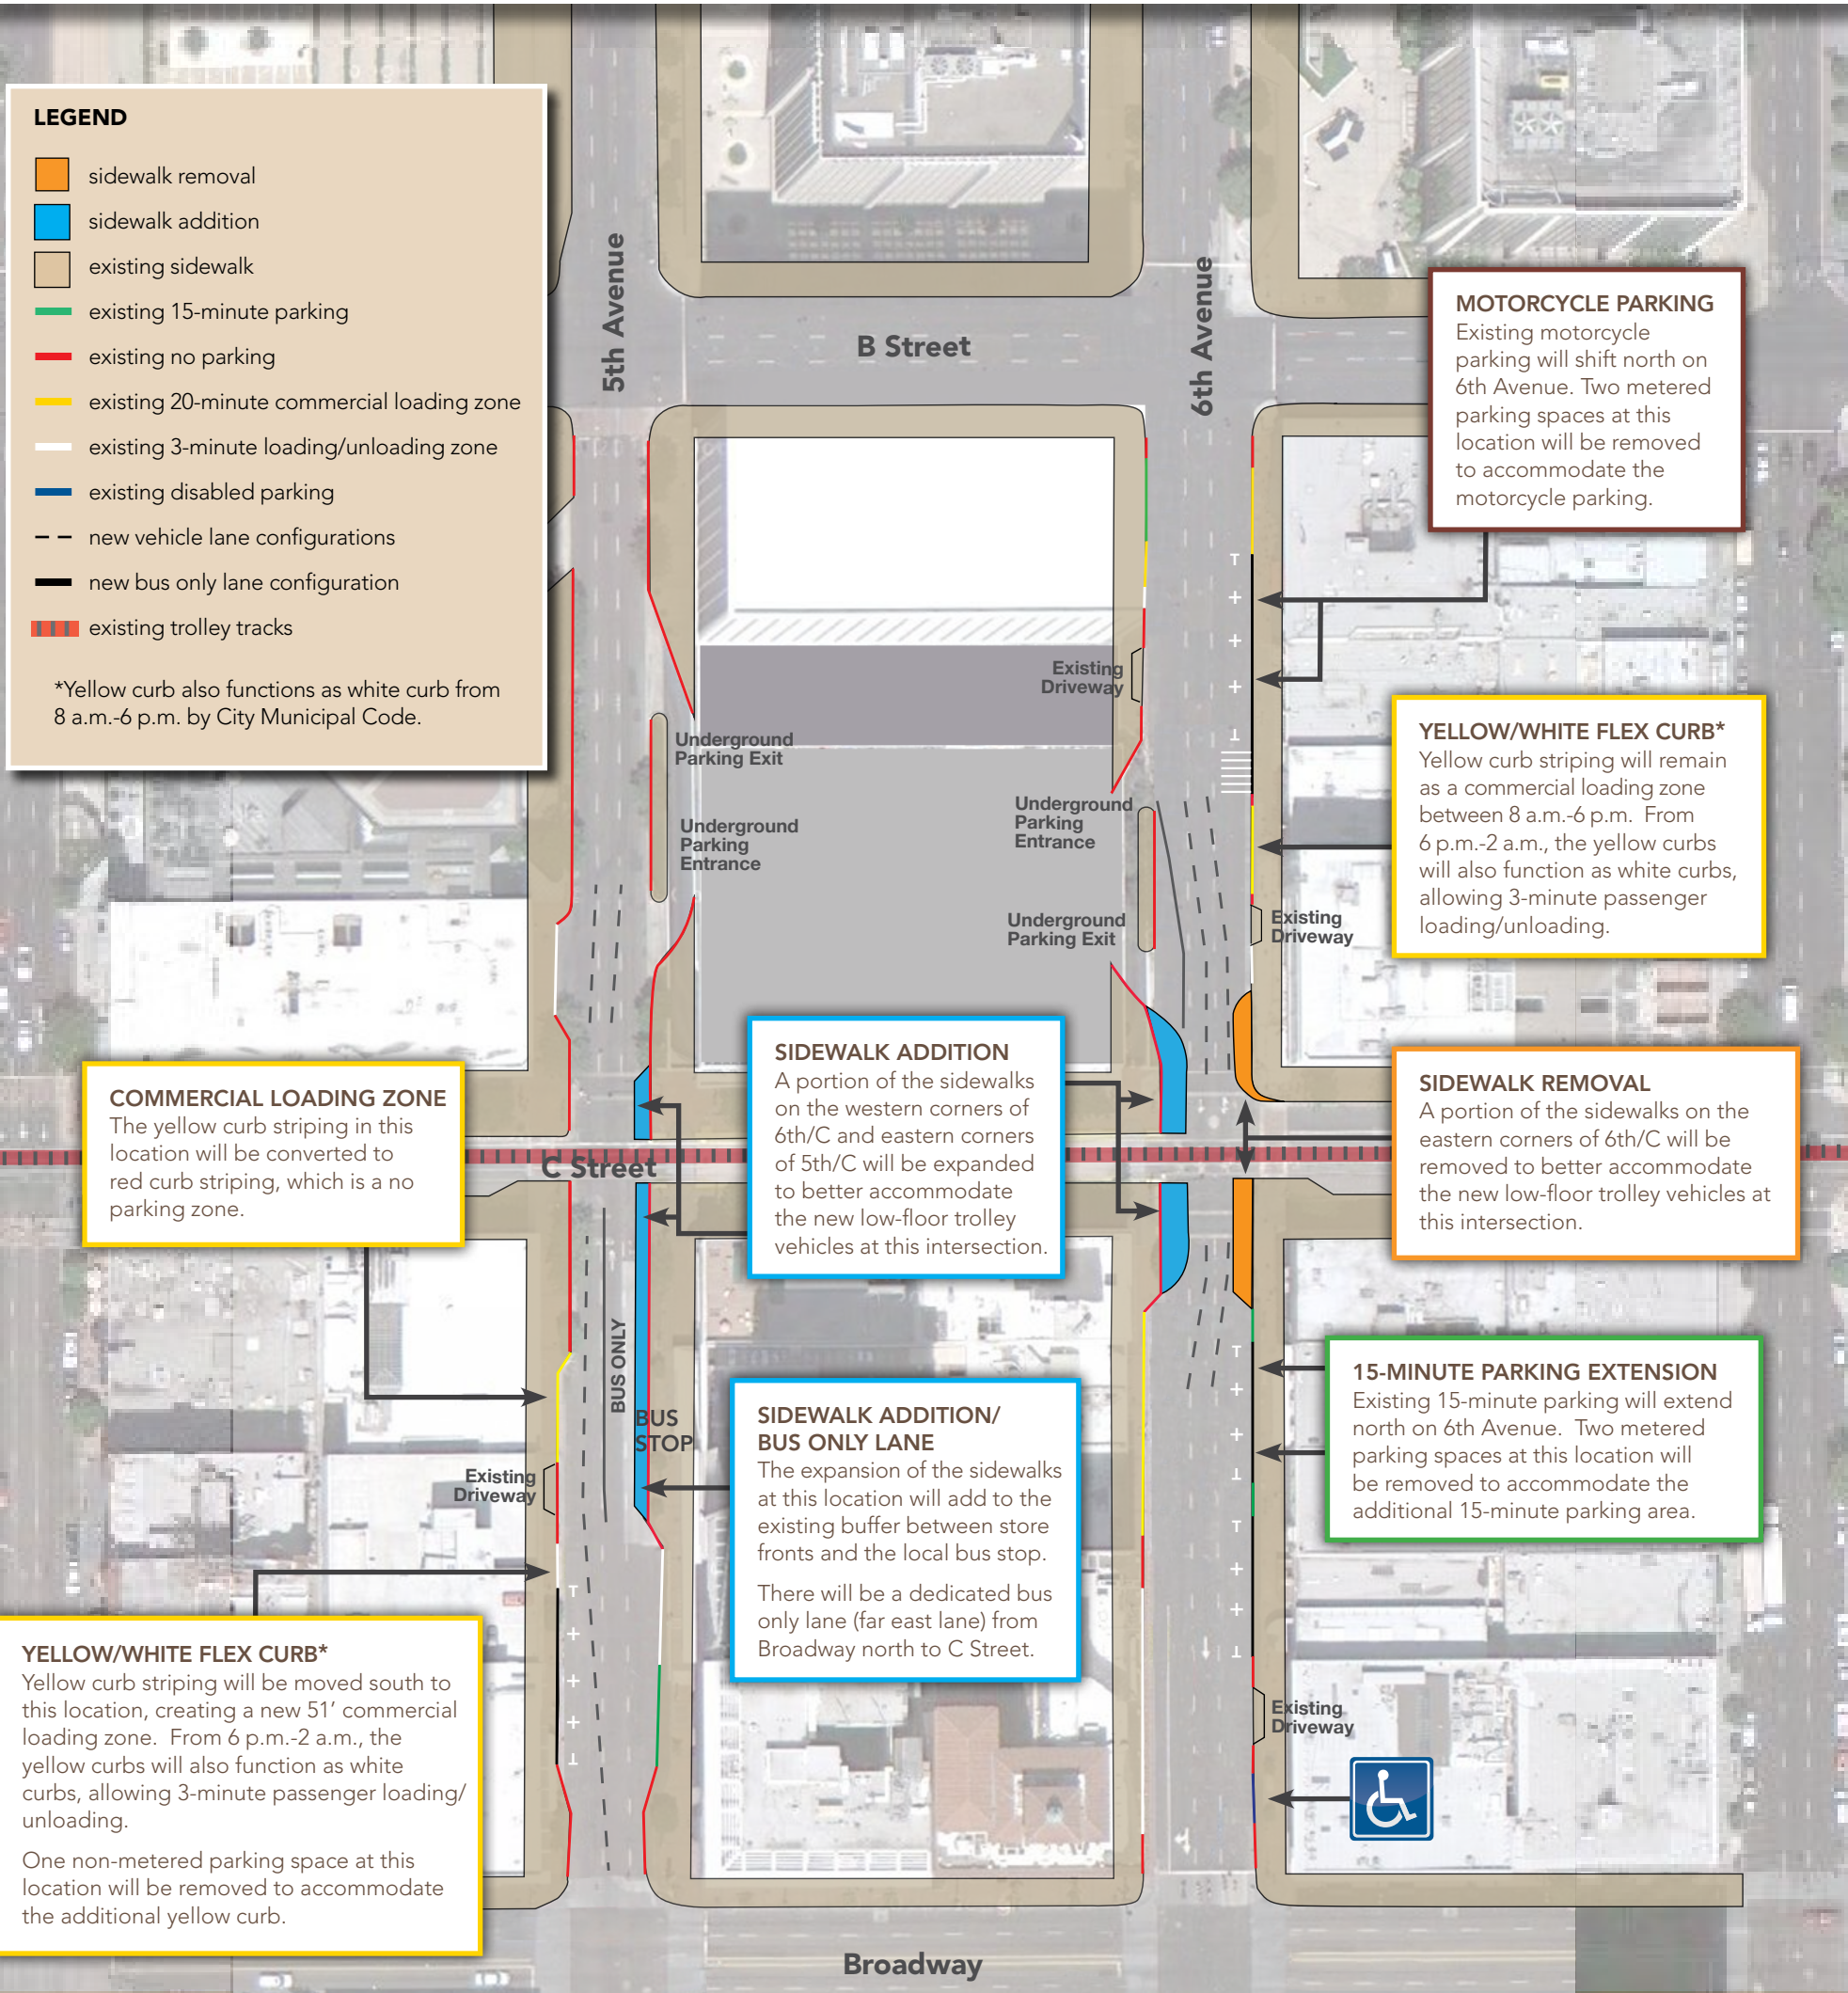 LEGEND
sidewalk removal
sidewalk addition
existing sidewalk
existing 15-minute parking
existing no parking
existing 20-minute commercial loading zone
existing 3-minute loading/unloading zone
existing disabled parking
new vehicle lane configurations
new bus only lane configuration
existing trolley tracks
*Yellow curb also functions as white curb from
8 a.m.-6 p.m. by City Municipal Code.
5th Avenue
B Street
6th Avenue
MOTORCYCLE PARKING
Existing motorcycle
parking will shift north on
6th Avenue. Two metered
parking spaces at this
location will be removed
to accommodate the
motorcycle parking.
Existing
Driveway
Underground
Parking Exit
Underground
Parking
Entrance
Underground
Parking
Entrance
Underground
Parking Exit
YELLOW/WHITE FLEX CURB*
Yellow curb striping will remain
as a commercial loading zone
between 8 a.m.-6 p.m. From
6 p.m.-2 a.m., the yellow curbs
will also function as white curbs,
allowing 3-minute passenger
loading/unloading.
Existing
Driveway
COMMERCIAL LOADING ZONE
The yellow curb striping in this
location will be converted to
red curb striping, which is a no
parking zone.
SIDEWALK ADDITION
A portion of the sidewalks
on the western corners of
6th/C and eastern corners
of 5th/C will be expanded
to better accommodate
the new low-floor trolley
vehicles at this intersection.
SIDEWALK REMOVAL
A portion of the sidewalks on the
eastern corners of 6th/C will be
removed to better accommodate
the new low-floor trolley vehicles at
this intersection.
C Street
BUS ONLY
BUS
STOP
SIDEWALK ADDITION/
BUS ONLY LANE
The expansion of the sidewalks
at this location will add to the
existing buffer between store
fronts and the local bus stop.
There will be a dedicated bus
only lane (far east lane) from
Broadway north to C Street.
15-MINUTE PARKING EXTENSION
Existing 15-minute parking will extend
north on 6th Avenue. Two metered
parking spaces at this location will
be removed to accommodate the
additional 15-minute parking area.
Existing
Driveway
YELLOW/WHITE FLEX CURB*
Yellow curb striping will be moved south to
this location, creating a new 51' commercial
loading zone. From 6 p.m.-2 a.m., the
yellow curbs will also function as white
curbs, allowing 3-minute passenger loading/
unloading.
One non-metered parking space at this
location will be removed to accommodate
the additional yellow curb.
Existing
Driveway
Broadway